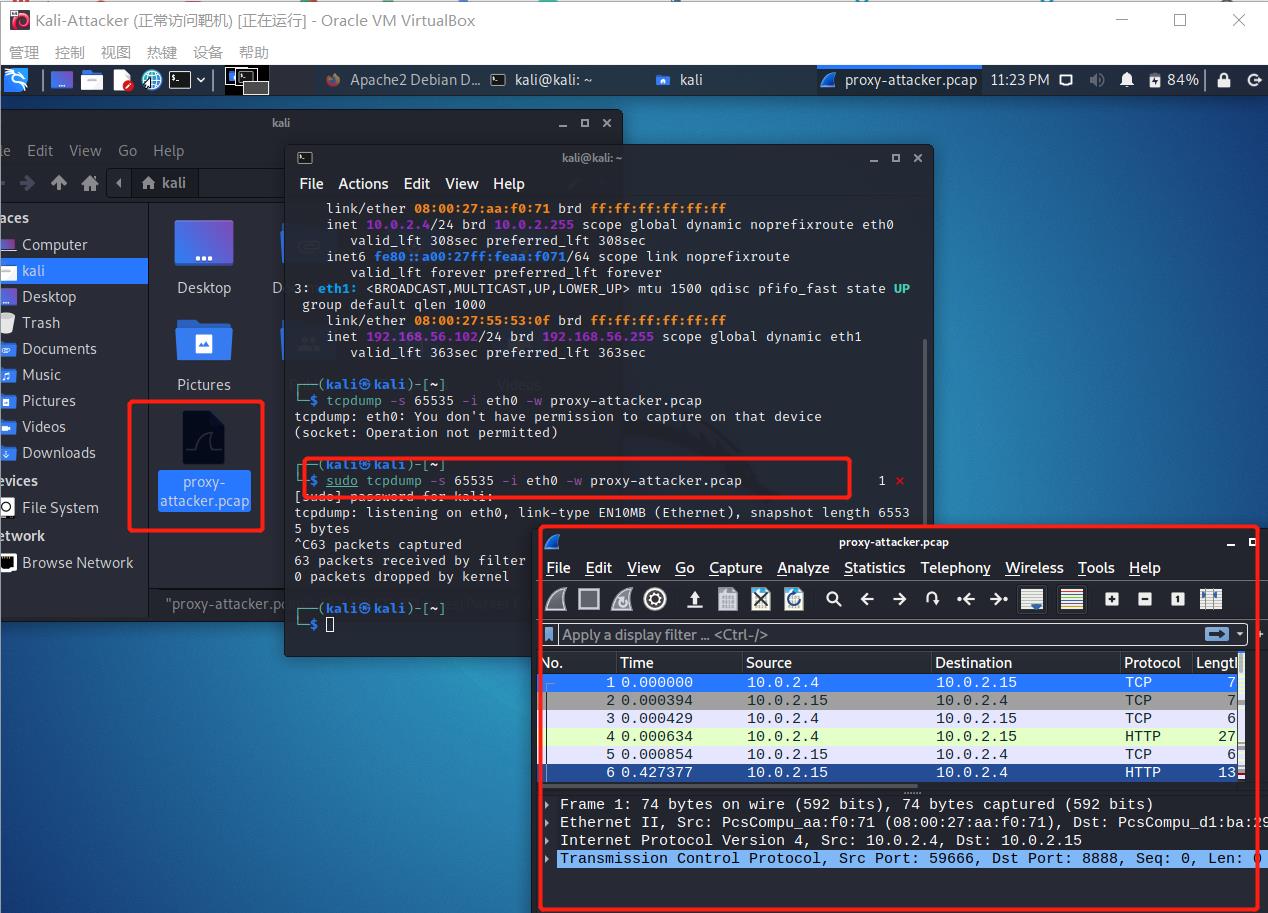 Kali-Attacker (正常访问靶机) [正在运行] - Oracle VM VirtualBox
管理 控制 视图 热键 设备 帮助
Apache2 Debian D... kali@kali: ~ kali proxy-attacker.pcap 11:23 PM 84%
kali
Edit View Go Help
kali
aces
Computer
kali
Desktop
Trash
Documents
Music
Pictures
Videos
Downloads
evices
File System
etwork
Browse Network
Desktop
Pictures
proxy-
attacker.pcap
"proxy-attacker.p
kali@kali: ~
File Actions Edit View Help
link/ether 08:00:27:aa:f0:71 brd ff:ff:ff:ff:ff:ff
inet 10.0.2.4/24 brd 10.0.2.255 scope global dynamic noprefixroute eth0
valid_lft 308sec preferred_lft 308sec
inet6 fe80::a00:27ff:feaa:f071/64 scope link noprefixroute
valid_lft forever preferred_lft forever
3: eth1: <BROADCAST,MULTICAST,UP,LOWER_UP> mtu 1500 qdisc pfifo_fast state UP
group default qlen 1000
link/ether 08:00:27:55:53:0f brd ff:ff:ff:ff:ff:ff
inet 192.168.56.102/24 brd 192.168.56.255 scope global dynamic eth1
valid_lft 363sec preferred_lft 363sec
┌──(kali㉿kali)-[~]
└─$ tcpdump -s 65535 -i eth0 -w proxy-attacker.pcap
tcpdump: eth0: You don't have permission to capture on that device
(socket: Operation not permitted)
┌──(kali㉿kali)-[~]
└─$ sudo tcpdump -s 65535 -i eth0 -w proxy-attacker.pcap 1 ⨯
[sudo] password for kali:
tcpdump: listening on eth0, link-type EN10MB (Ethernet), snapshot length 6553
5 bytes
^C63 packets captured
63 packets received by filter
0 packets dropped by kernel
┌──(kali㉿kali)-[~]
└─$
proxy-attacker.pcap
File Edit View Go Capture Analyze Statistics Telephony Wireless Tools Help
Apply a display filter ... <Ctrl-/>
No. Time Source Destination Protocol Lengtl
1 0.000000 10.0.2.4 10.0.2.15 TCP 7
2 0.000394 10.0.2.15 10.0.2.4 TCP 7
3 0.000429 10.0.2.4 10.0.2.15 TCP 6
4 0.000634 10.0.2.4 10.0.2.15 HTTP 27
5 0.000854 10.0.2.15 10.0.2.4 TCP 6
6 0.427377 10.0.2.15 10.0.2.4 HTTP 13
Frame 1: 74 bytes on wire (592 bits), 74 bytes captured (592 bits)
Ethernet II, Src: PcsCompu_aa:f0:71 (08:00:27:aa:f0:71), Dst: PcsCompu_d1:ba:29
Internet Protocol Version 4, Src: 10.0.2.4, Dst: 10.0.2.15
Transmission Control Protocol, Src Port: 59666, Dst Port: 8888, Seq: 0, Len: 0